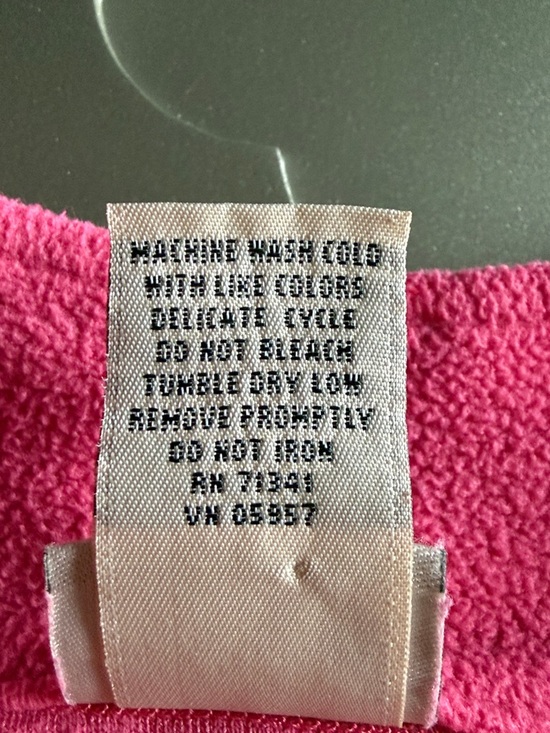 MACHINE WASH COLD
WITH LIKE COLORS
DELICATE CYCLE
DO NOT BLEACH
TUMBLE DRY LOW
REMOVE PROMPTLY
DO NOT IRON
RN 71341
VN 05957